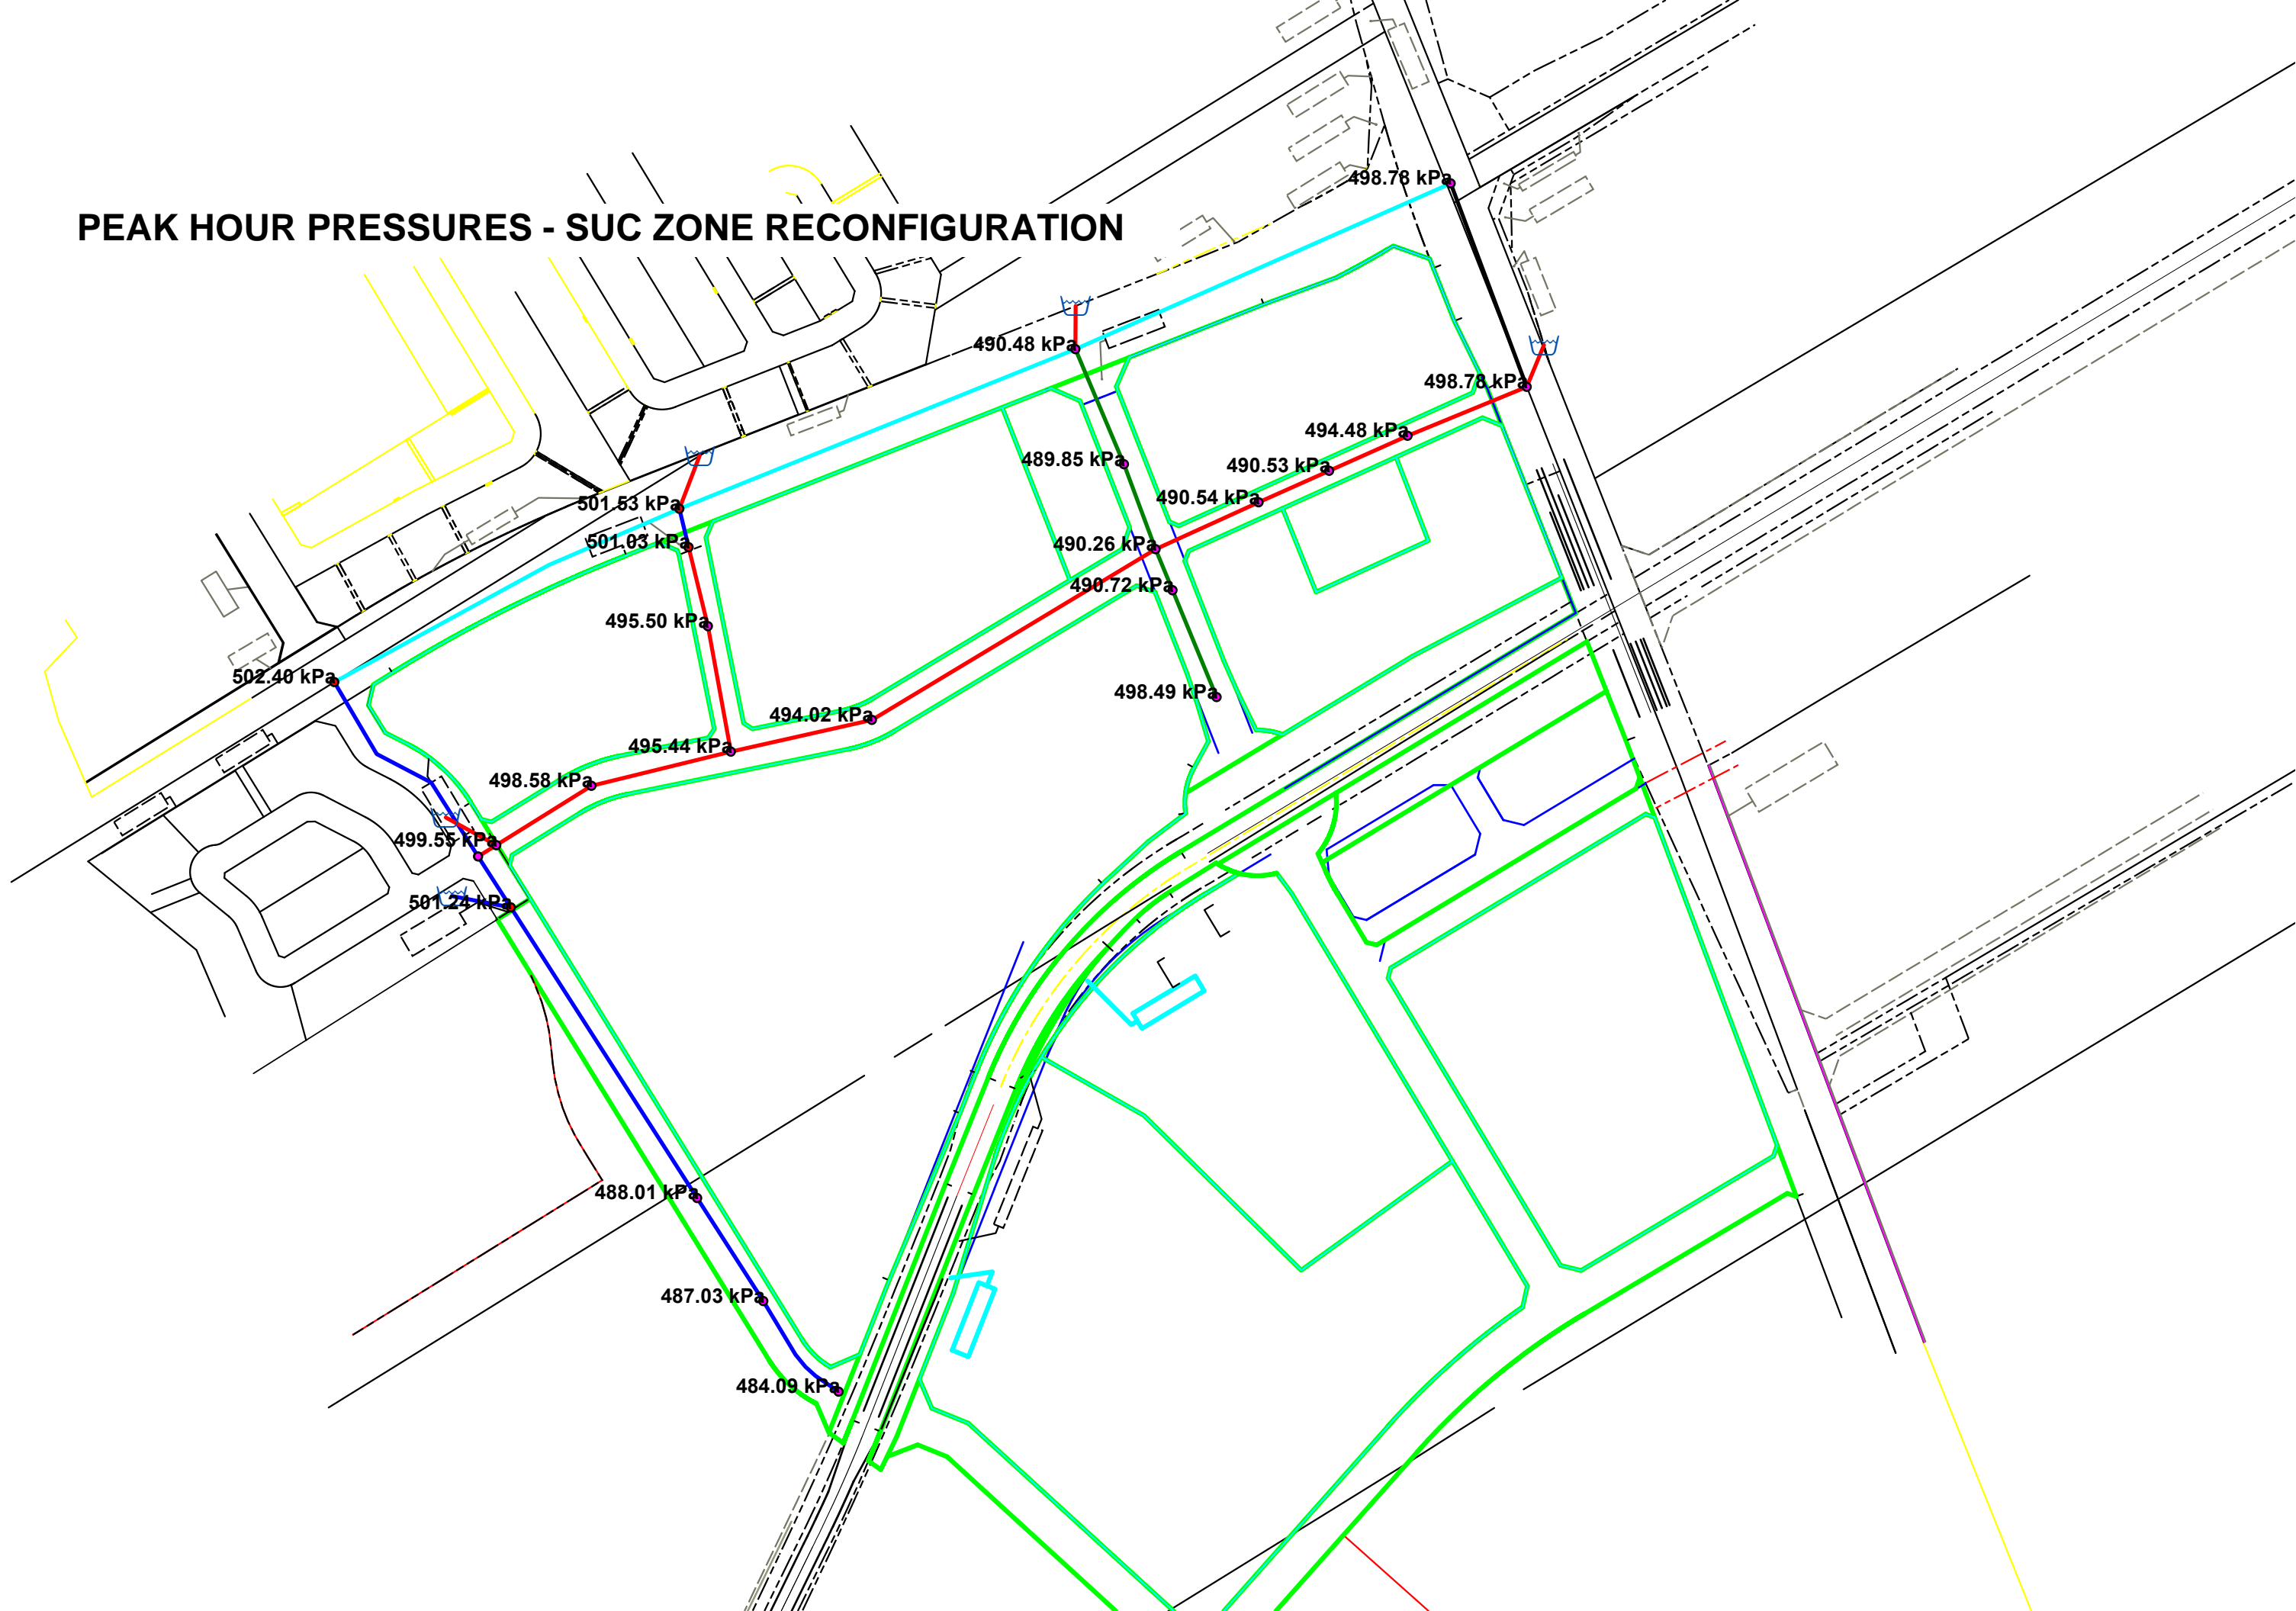 498.78 kPa
PEAK HOUR PRESSURES - SUC ZONE RECONFIGURATION
490.48 kPa
498.78 kPa
494.48 kPa
489.85 kPa
490.53 kPa
490.54 kPa
501.53 kPa
501.03 kPa
490.26 kPa
490.72 kPa
495.50 kPa
502.40 kPa
498.49 kPa
494.02 kPa
495.44 kPa
498.58 kPa
499.55 kPa
501.24 kPa
488.01 kPa
487.03 kPa
484.09 kPa